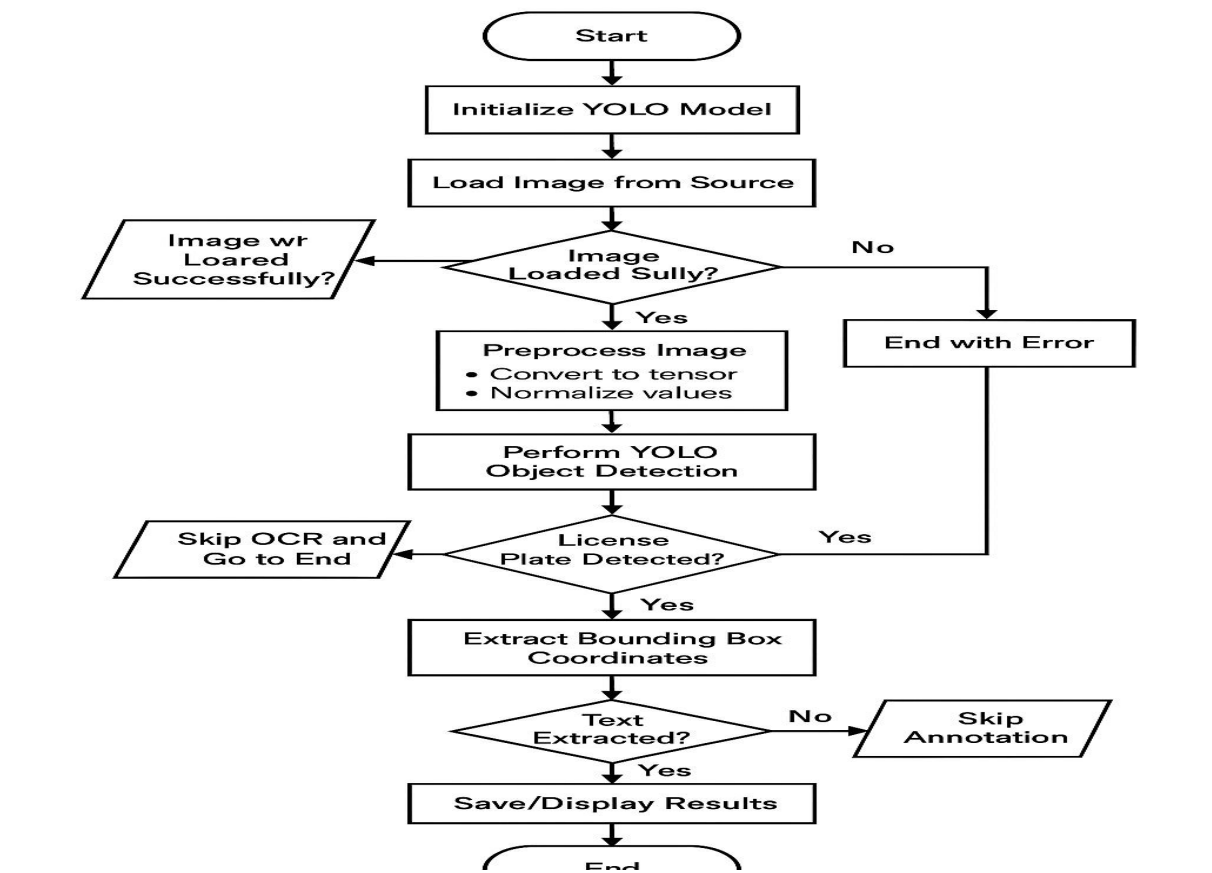 Start
Initialize YOLO Model
Load Image from Source
Image wr
Loared
Successfully?
Image
Loaded Sully?
No
Yes
End with Error
Preprocess Image
• Convert to tensor
• Normalize values
Perform YOLO
Object Detection
Skip OCR and
Go to End
License
Plate Detected?
Yes
Yes
Extract Bounding Box
Coordinates
Text
Extracted?
No
Skip
Annotation
Yes
Save/Display Results
End